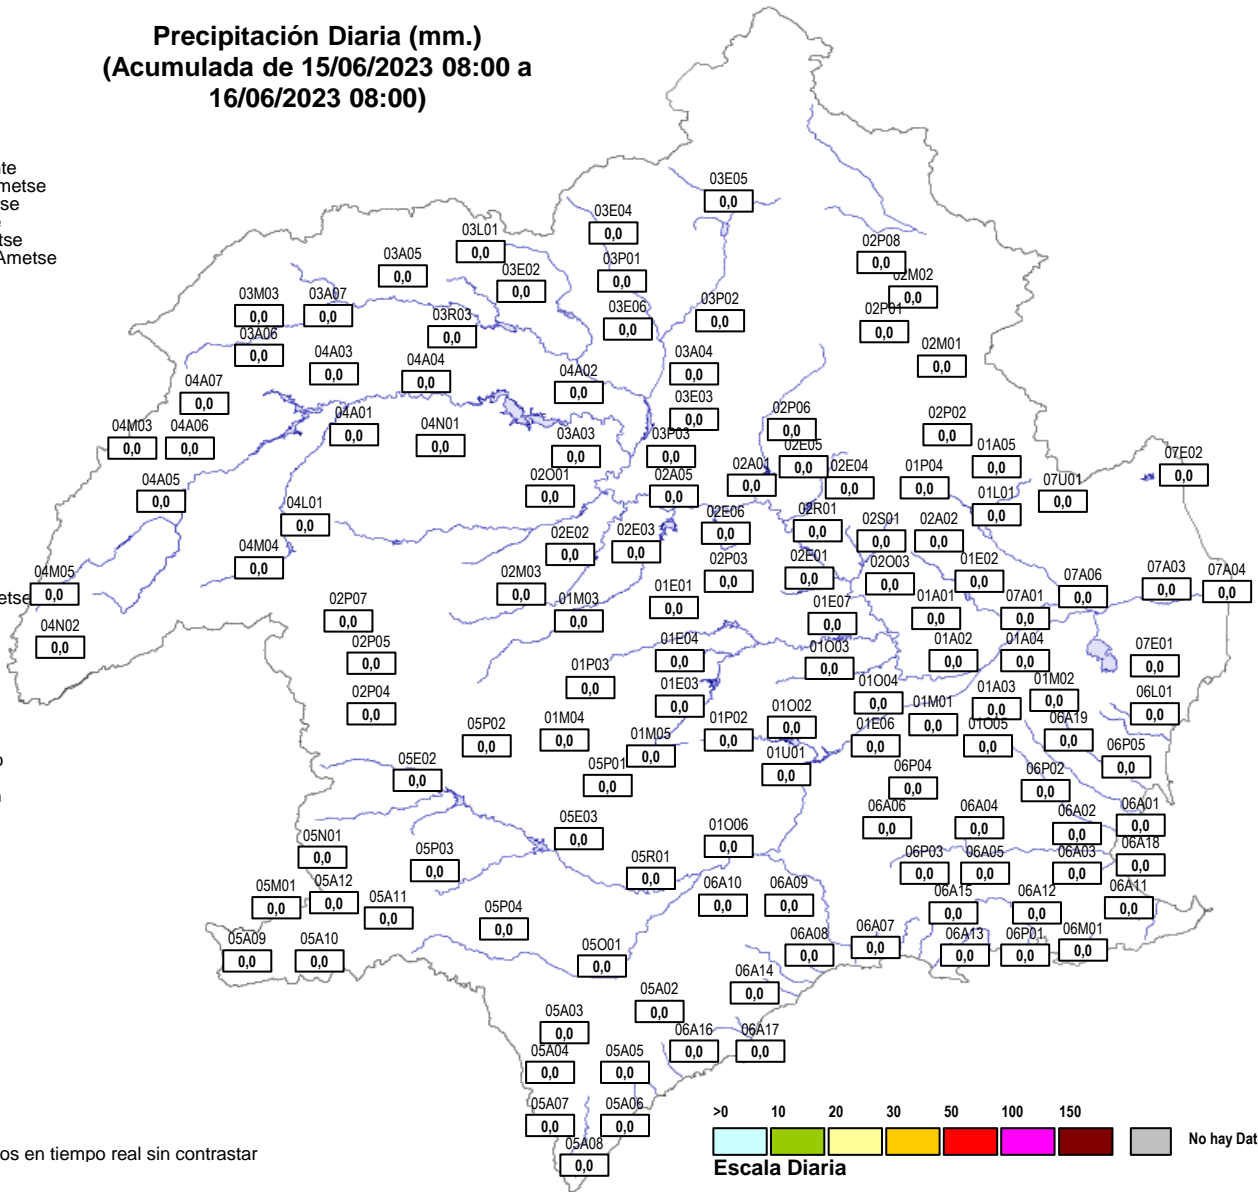 Precipitación Diaria (mm.)
(Acumulada de 15/06/2023 08:00 a
16/06/2023 08:00)
03E05
0,0
03E04
0,0
03L01
0,0
02P08
0,0
03A05
0,0
03P01
0,0
03E02
0,0
02M02
0,0
03M03
0,0
03A07
0,0
03P02
0,0
03E06
0,0
02P01
0,0
03R03
0,0
03A06
0,0
02M01
0,0
04A03
0,0
03A04
0,0
04A04
0,0
04A02
0,0
04A07
0,0
03E03
0,0
02P06
0,0
04A01
0,0
02P02
0,0
04M03
0,0
04A06
0,0
04N01
0,0
03A03
0,0
03P03
0,0
02E05
0,0
01A05
0,0
07E02
0,0
02A01
0,0
02E04
0,0
01P04
0,0
02O01
0,0
02A05
0,0
07U01
0,0
04A05
0,0
01L01
0,0
04L01
0,0
02R01
0,0
02E06
0,0
02S01
0,0
02A02
0,0
02E02
0,0
02E03
0,0
04M04
0,0
02P03
0,0
02E01
0,0
02O03
0,0
01E02
0,0
04M05
0,0
02M03
0,0
07A06
0,0
07A03
0,0
07A04
0,0
01E01
0,0
02P07
0,0
01M03
0,0
01E07
0,0
01A01
0,0
07A01
0,0
04N02
0,0
02P05
0,0
01E04
0,0
01O03
0,0
01A02
0,0
01A04
0,0
07E01
0,0
01P03
0,0
01E03
0,0
01O04
0,0
01A03
0,0
01M02
0,0
06L01
0,0
02P04
0,0
01O02
0,0
01M01
0,0
05P02
0,0
01M04
0,0
01P02
0,0
01E06
0,0
01O05
0,0
06A19
0,0
01M05
0,0
06P05
0,0
05E02
0,0
05P01
0,0
01U01
0,0
06P04
0,0
06P02
0,0
05E03
0,0
06A06
0,0
06A04
0,0
06A02
0,0
06A01
0,0
01O06
0,0
05N01
0,0
05P03
0,0
05R01
0,0
06P03
0,0
06A05
0,0
06A03
0,0
06A18
0,0
05M01
0,0
05A12
0,0
05A11
0,0
06A10
0,0
06A09
0,0
06A15
0,0
06A12
0,0
06A11
0,0
05P04
0,0
05A09
0,0
05A10
0,0
05O01
0,0
06A08
0,0
06A07
0,0
06A13
0,0
06P01
0,0
06M01
0,0
06A14
0,0
05A02
0,0
05A03
0,0
06A16
0,0
06A17
0,0
05A04
0,0
05A05
0,0
05A07
0,0
05A06
0,0
05A08
0,0
nte
metse
tse
Ametse
etse
os en tiempo real sin contrastar
>0 10 20 30 50 100 150
No hay Dat
Escala Diaria